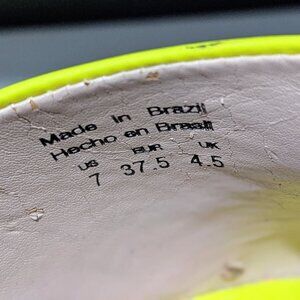 Made In Brazil
Hecho en Brasil
US EUR UK
7 37.5 4.5